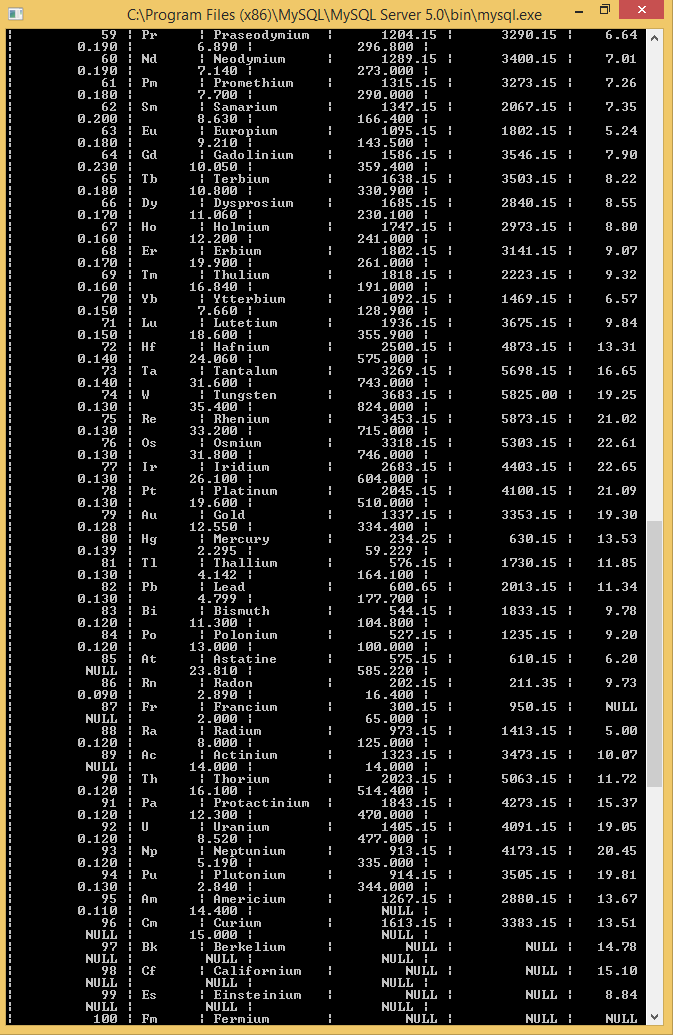 C:\Program Files (x86)\MySQL\MySQL Server 5.0\bin\mysql.exe
| 59 | Pr | Praseodymium | 1204.15 | 3290.15 | 6.64
| 0.190 | 6.890 | 296.800 |
| 60 | Nd | Neodymium | 1289.15 | 3400.15 | 7.01
| 0.190 | 7.140 | 273.000 |
| 61 | Pm | Promethium | 1315.15 | 3273.15 | 7.26
| 0.180 | 7.700 | 290.000 |
| 62 | Sm | Samarium | 1347.15 | 2067.15 | 7.35
| 0.200 | 8.630 | 166.400 |
| 63 | Eu | Europium | 1095.15 | 1802.15 | 5.24
| 0.180 | 9.210 | 143.500 |
| 64 | Gd | Gadolinium | 1586.15 | 3546.15 | 7.90
| 0.230 | 10.050 | 359.400 |
| 65 | Tb | Terbium | 1638.15 | 3503.15 | 8.22
| 0.180 | 10.800 | 330.900 |
| 66 | Dy | Dysprosium | 1685.15 | 2840.15 | 8.55
| 0.170 | 11.060 | 230.100 |
| 67 | Ho | Holmium | 1747.15 | 2973.15 | 8.80
| 0.160 | 12.200 | 241.000 |
| 68 | Er | Erbium | 1802.15 | 3141.15 | 9.07
| 0.170 | 19.900 | 261.000 |
| 69 | Tm | Thulium | 1818.15 | 2223.15 | 9.32
| 0.160 | 16.840 | 191.000 |
| 70 | Yb | Ytterbium | 1092.15 | 1469.15 | 6.57
| 0.150 | 7.660 | 128.900 |
| 71 | Lu | Lutetium | 1936.15 | 3675.15 | 9.84
| 0.150 | 18.600 | 355.900 |
| 72 | Hf | Hafnium | 2500.15 | 4873.15 | 13.31
| 0.140 | 24.060 | 575.000 |
| 73 | Ta | Tantalum | 3269.15 | 5698.15 | 16.65
| 0.140 | 31.600 | 743.000 |
| 74 | W | Tungsten | 3683.15 | 5825.00 | 19.25
| 0.130 | 35.400 | 824.000 |
| 75 | Re | Rhenium | 3453.15 | 5873.15 | 21.02
| 0.130 | 33.200 | 715.000 |
| 76 | Os | Osmium | 3318.15 | 5303.15 | 22.61
| 0.130 | 31.800 | 746.000 |
| 77 | Ir | Iridium | 2683.15 | 4403.15 | 22.65
| 0.130 | 26.100 | 604.000 |
| 78 | Pt | Platinum | 2045.15 | 4100.15 | 21.09
| 0.130 | 19.600 | 510.000 |
| 79 | Au | Gold | 1337.15 | 3353.15 | 19.30
| 0.128 | 12.550 | 334.400 |
| 80 | Hg | Mercury | 234.25 | 630.15 | 13.53
| 0.139 | 2.295 | 59.229 |
| 81 | Tl | Thallium | 576.15 | 1730.15 | 11.85
| 0.130 | 4.142 | 164.100 |
| 82 | Pb | Lead | 600.65 | 2013.15 | 11.34
| 0.130 | 4.799 | 177.700 |
| 83 | Bi | Bismuth | 544.15 | 1833.15 | 9.78
| 0.120 | 11.300 | 104.800 |
| 84 | Po | Polonium | 527.15 | 1235.15 | 9.20
| 0.120 | 13.000 | 100.000 |
| 85 | At | Astatine | 575.15 | 610.15 | 6.20
| NULL | 23.810 | 585.220 |
| 86 | Rn | Radon | 202.15 | 211.35 | 9.73
| 0.090 | 2.890 | 16.400 |
| 87 | Fr | Francium | 300.15 | 950.15 | NULL
| NULL | 2.000 | 65.000 |
| 88 | Ra | Radium | 973.15 | 1413.15 | 5.00
| 0.120 | 8.000 | 125.000 |
| 89 | Ac | Actinium | 1323.15 | 3473.15 | 10.07
| NULL | 14.000 | 14.000 |
| 90 | Th | Thorium | 2023.15 | 5063.15 | 11.72
| 0.120 | 16.100 | 514.400 |
| 91 | Pa | Protactinium | 1843.15 | 4273.15 | 15.37
| 0.120 | 12.300 | 470.000 |
| 92 | U | Uranium | 1405.15 | 4091.15 | 19.05
| 0.120 | 8.520 | 477.000 |
| 93 | Np | Neptunium | 913.15 | 4173.15 | 20.45
| 0.120 | 5.190 | 335.000 |
| 94 | Pu | Plutonium | 914.15 | 3505.15 | 19.81
| 0.130 | 2.840 | 344.000 |
| 95 | Am | Americium | 1267.15 | 2880.15 | 13.67
| 0.110 | 14.400 | NULL |
| 96 | Cm | Curium | 1613.15 | 3383.15 | 13.51
| NULL | 15.000 | NULL |
| 97 | Bk | Berkelium | NULL | NULL | 14.78
| NULL | NULL | NULL |
| 98 | Cf | Californium | NULL | NULL | 15.10
| NULL | NULL | NULL |
| 99 | Es | Einsteinium | NULL | NULL | 8.84
| NULL | NULL | NULL |
| 100 | Fm | Fermium | NULL | NULL | NULL